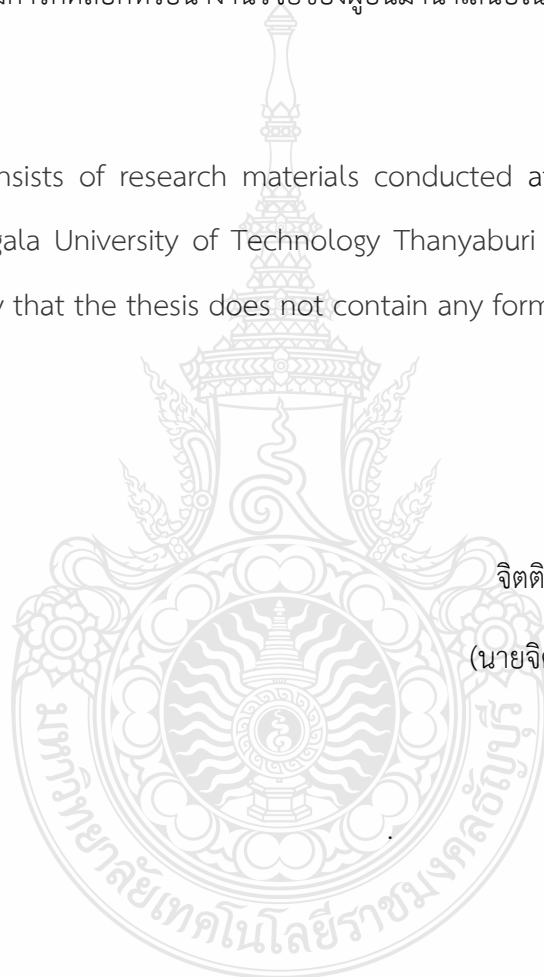 nsists of research materials conducted at
gala University of Technology Thanyaburi
y that the thesis does not contain any form
จิตติ
(นายจิต
มหาวิทยาลัยเทคโนโลยีราชมงคลธัญบุรี